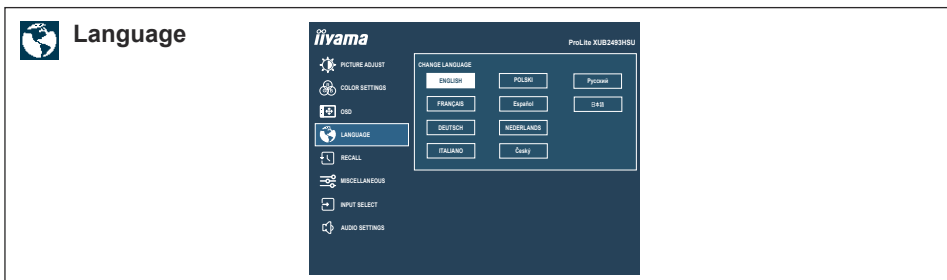 Language
iiyama
ProLite XUB2493HSU
PICTURE ADJUST
COLOR SETTINGS
OSD
LANGUAGE
RECALL
MISCELLANEOUS
INPUT SELECT
AUDIO SETTINGS
CHANGE LANGUAGE
ENGLISH POLSKI Русский
FRANÇAIS Español 日本語
DEUTSCH NEDERLANDS
ITALIANO Český